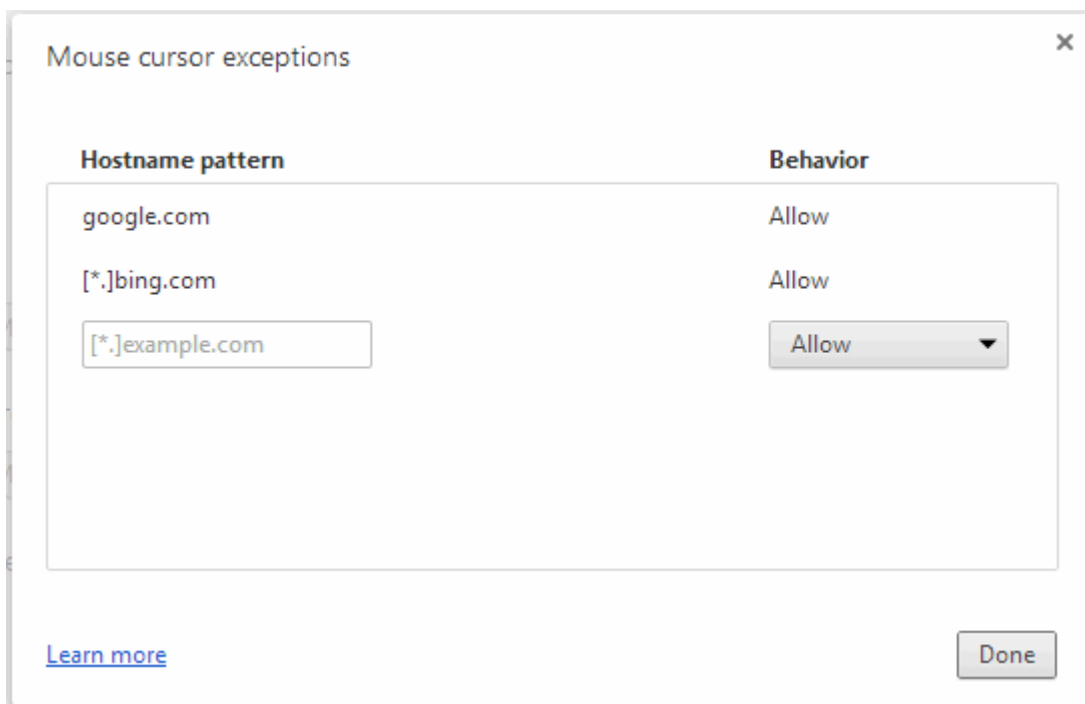 Mouse cursor exceptions
Hostname pattern Behavior
google.com Allow
[*.]bing.com Allow
[*.]example.com Allow
Learn more Done